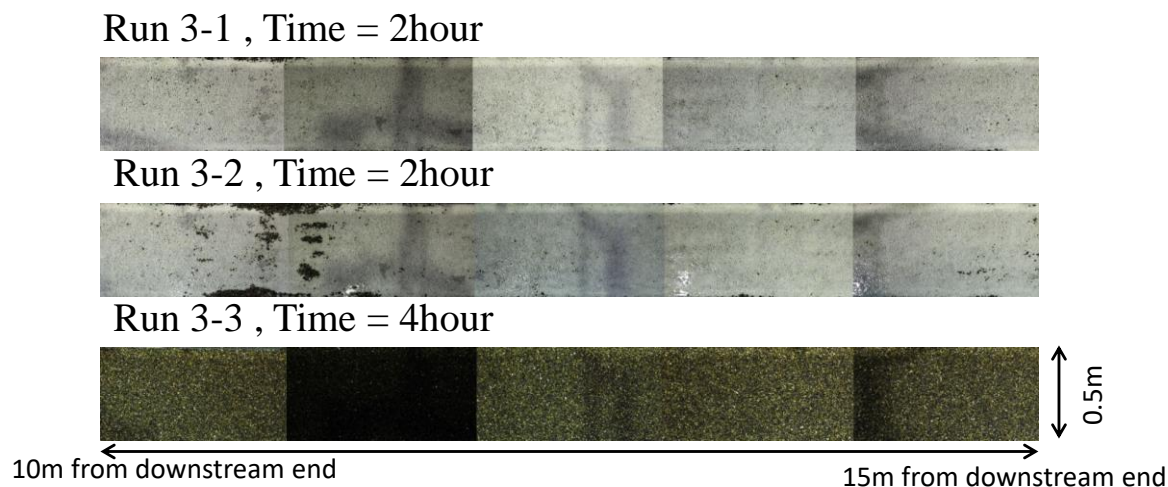 Run 3-1 , Time = 2hour
Run 3-2 , Time = 2hour
Run 3-3 , Time = 4hour
0.5m
10m from downstream end
15m from downstream end